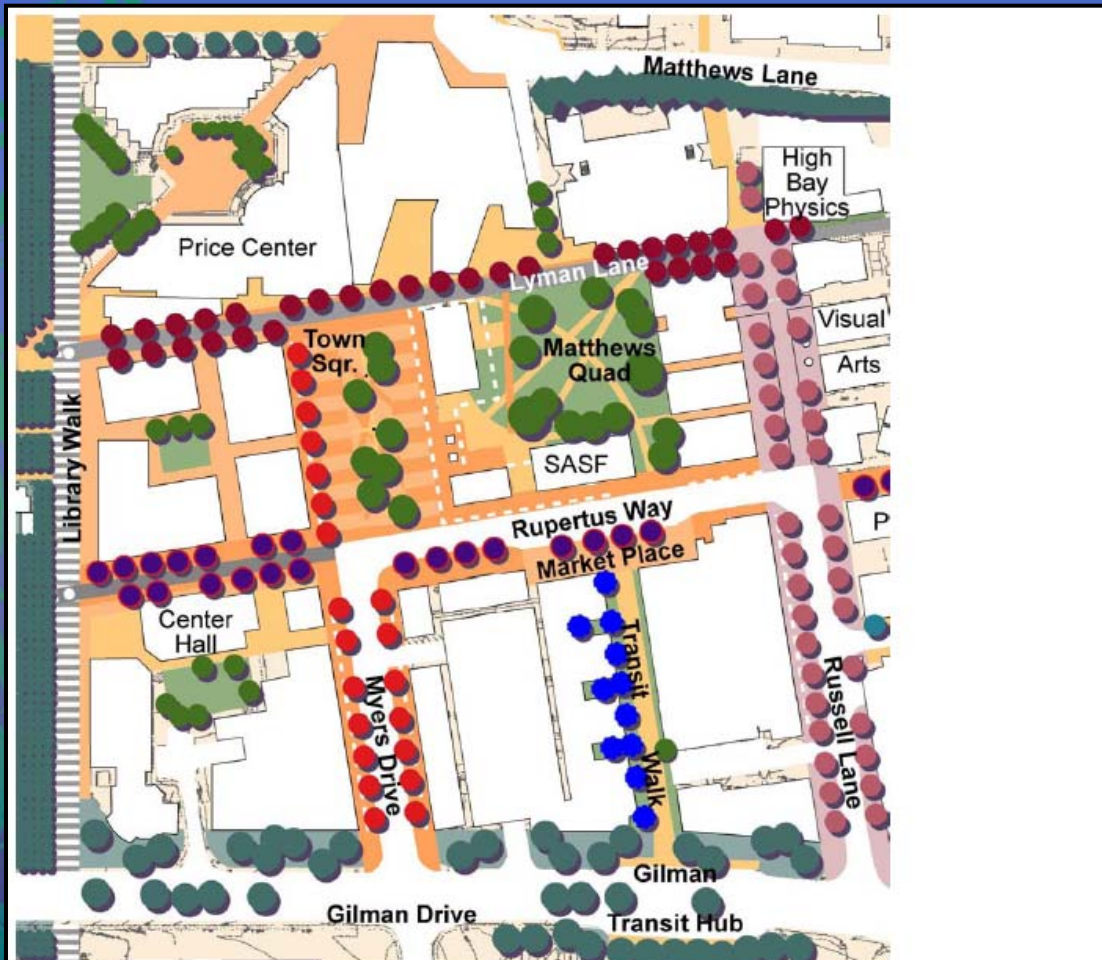 Matthews Lane
High
Bay
Physics
Price Center
Lyman Lane
Town
Sqr.
Matthews
Quad
Visual
Arts
Library Walk
SASF
Rupertus Way
P
Market Place
Center
Hall
Transit
Walk
Myers Drive
Russell Lane
Gilman
Gilman Drive
Transit Hub